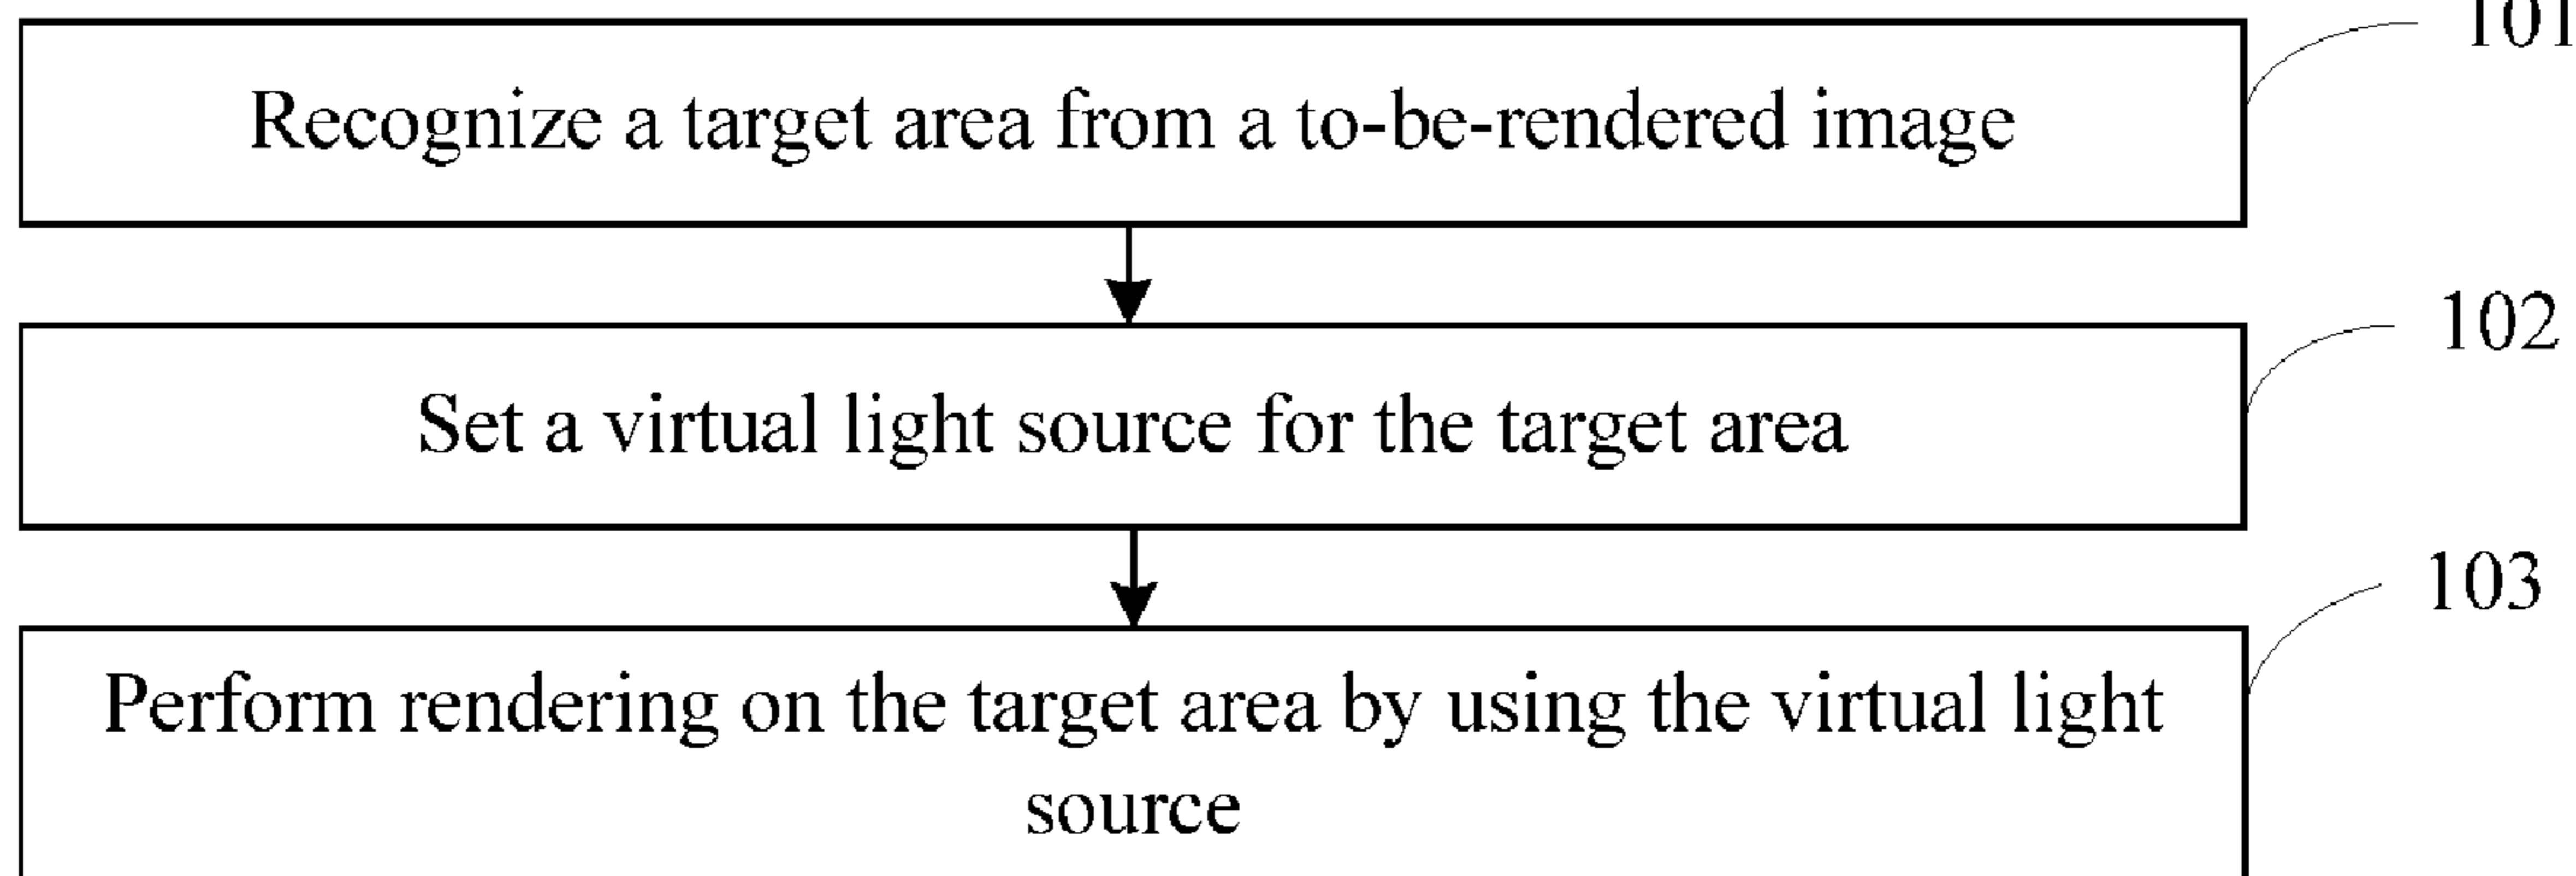 101
Recognize a target area from a to-be-rendered image
102
Set a virtual light source for the target area
103
Perform rendering on the target area by using the virtual light
source